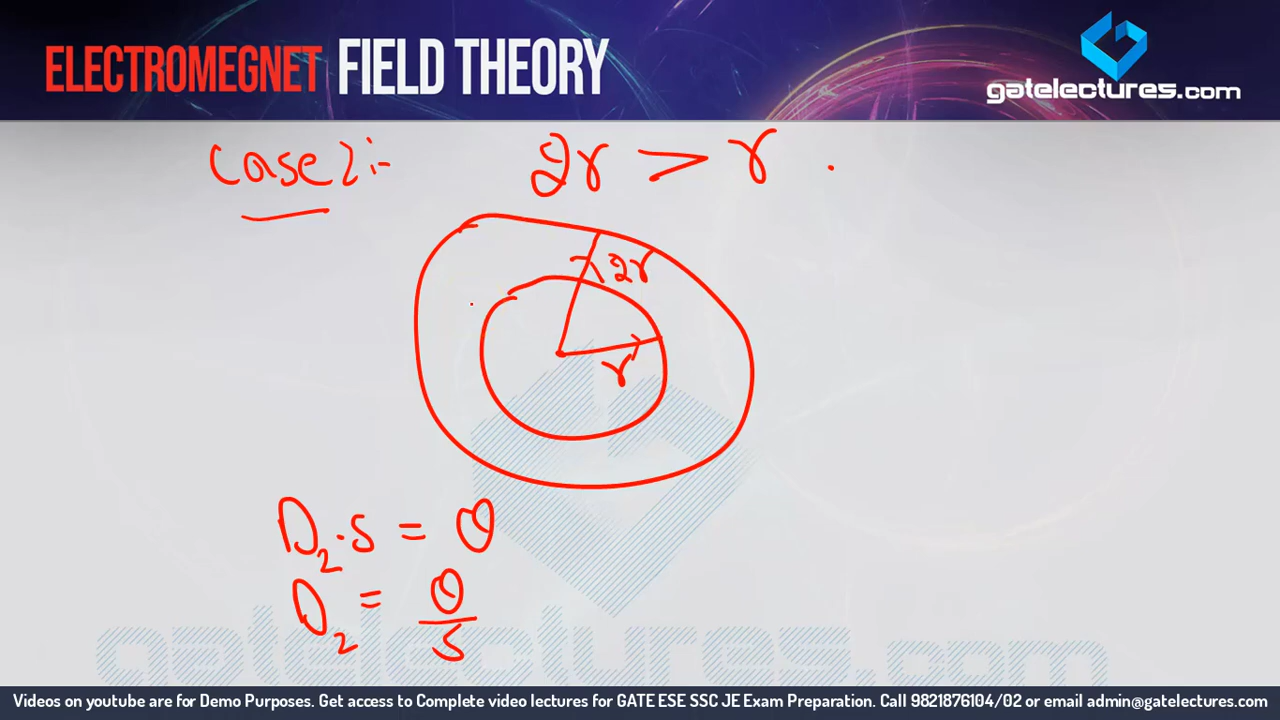 ELECTROMEGNET FIELD THEORY
gatelectures.com
Case 2:-
2r > r .
2r
r
D₂.S = Q
D₂ = Q/S
gatelectures.com
Videos on youtube are for Demo Purposes. Get access to Complete video lectures for GATE ESE SSC JE Exam Preparation. Call 9821876104/02 or email admin@gatelectures.com